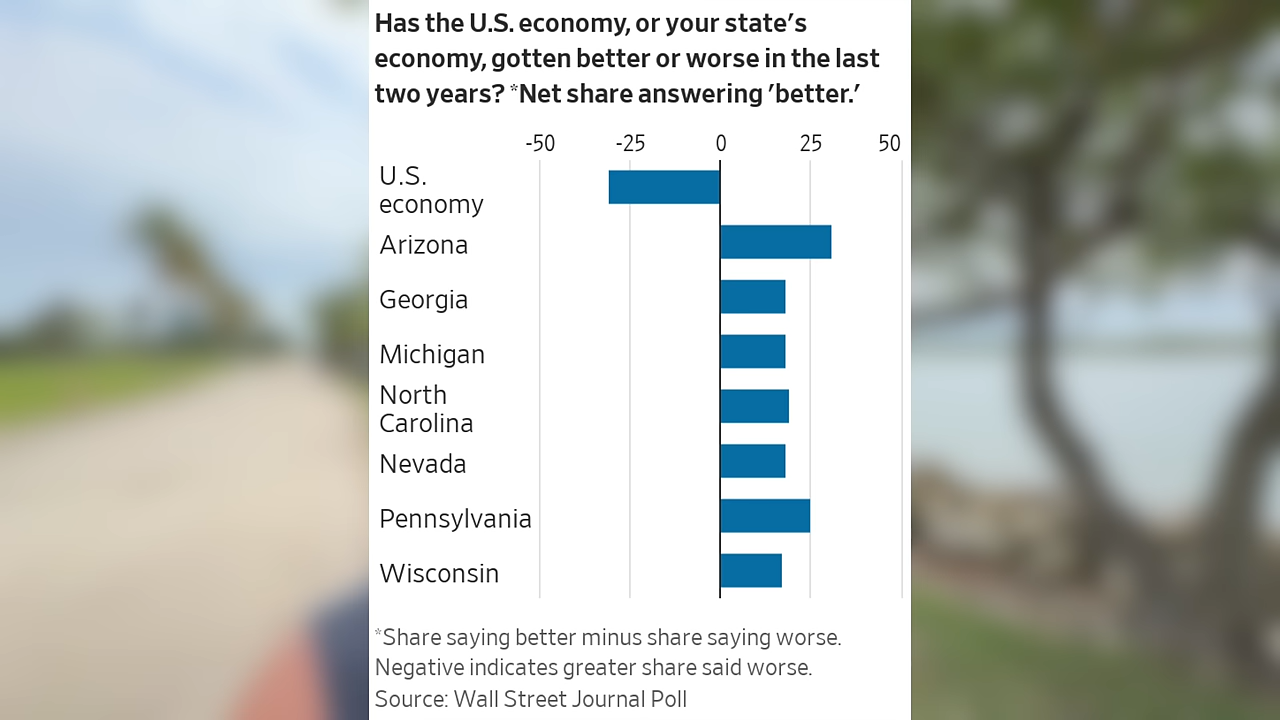 Has the U.S. economy, or your state's
economy, gotten better or worse in the last
two years? *Net share answering 'better.'
-50 -25 0 25 50
U.S.
economy
Arizona
Georgia
Michigan
North
Carolina
Nevada
Pennsylvania
Wisconsin
*Share saying better minus share saying worse.
Negative indicates greater share said worse.
Source: Wall Street Journal Poll